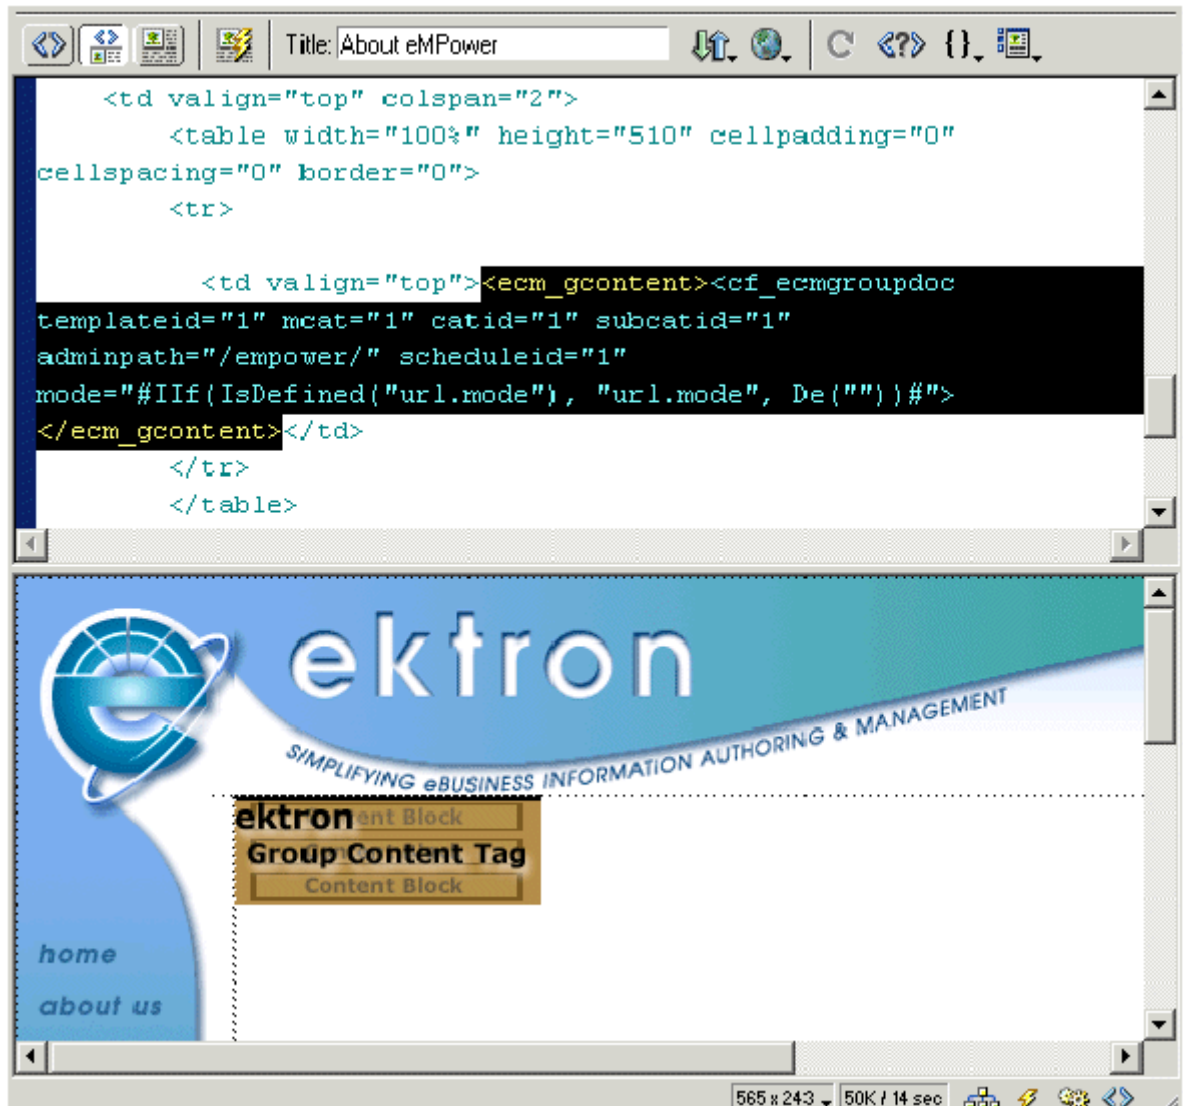 Title: About eMPower
<td valign="top" colspan="2">
<table width="100%" height="510" cellpadding="0"
cellspacing="0" border="0">
<tr>
<td valign="top"><ecm_gcontent><cf_ecmgroupdoc
templateid="1" mcat="1" catid="1" subcatid="1"
adminpath="/empower/" scheduleid="1"
mode="#IIf(IsDefined("url.mode"), "url.mode", De(""))#">
</ecm_gcontent></td>
</tr>
</table>
ektron
SIMPLIFYING eBUSINESS INFORMATION AUTHORING & MANAGEMENT
ektron ent Block
Group Content Tag
Content Block
home
about us
565 x 243 50K / 14 sec